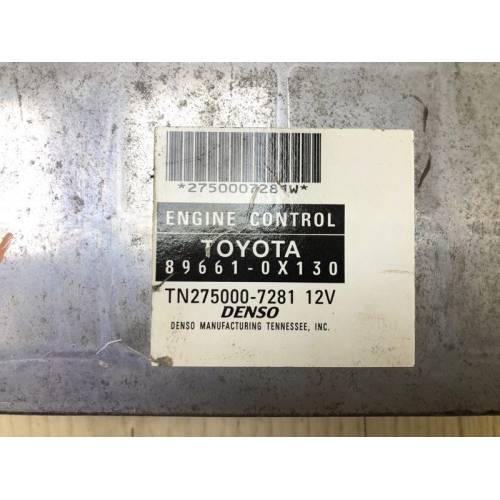 *2750007281W*
ENGINE CONTROL
TOYOTA
89661-0X130
TN275000-7281 12V
DENSO
DENSO MANUFACTURING TENNESSEE, INC.